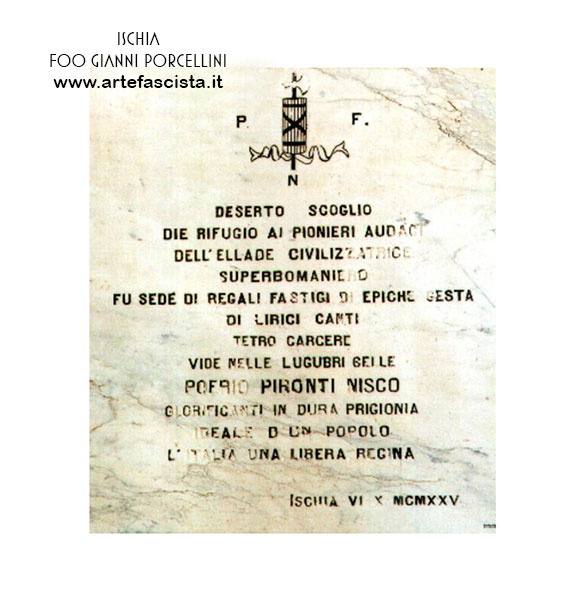 ISCHIA
FOO GIANNI PORCELLINI
www.artefascista.it
P. F.
N
DESERTO SCOGLIO
DIE RIFUGIO AI PIONIERI AUDACI
DELL'ELLADE CIVILIZZATRICE
SUPERBO MANIERO
FU SEDE DI REGALI FASTIGI DI EPICHE GESTA
DI LIRICI CANTI
TETRO CARCERE
VIDE NELLE LUGUBRI CELLE
POERIO PIRONTI NISCO
GLORIFICANTI IN DURA PRIGIONIA
IDEALE D'UN POPOLO
L'ITALIA UNA LIBERA REGINA
ISCHIA VI X MCMXXV